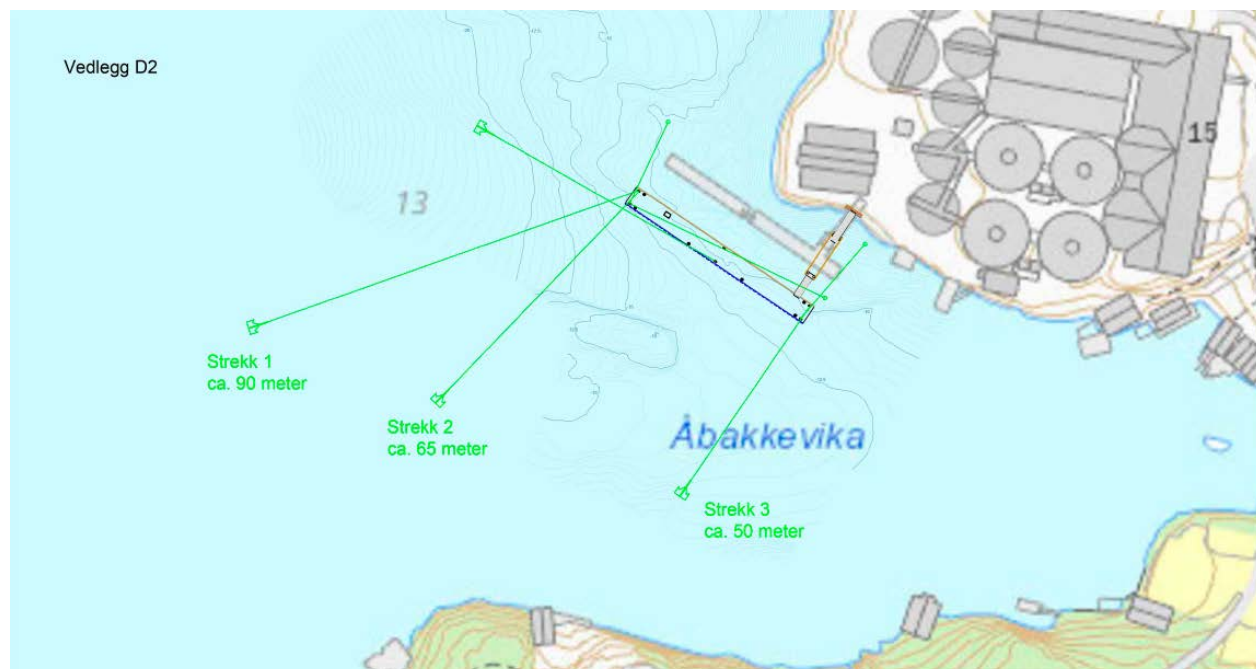 Vedlegg D2
15
13
Strekk 1
ca. 90 meter
Strekk 2
ca. 65 meter
Åbakkevika
Strekk 3
ca. 50 meter